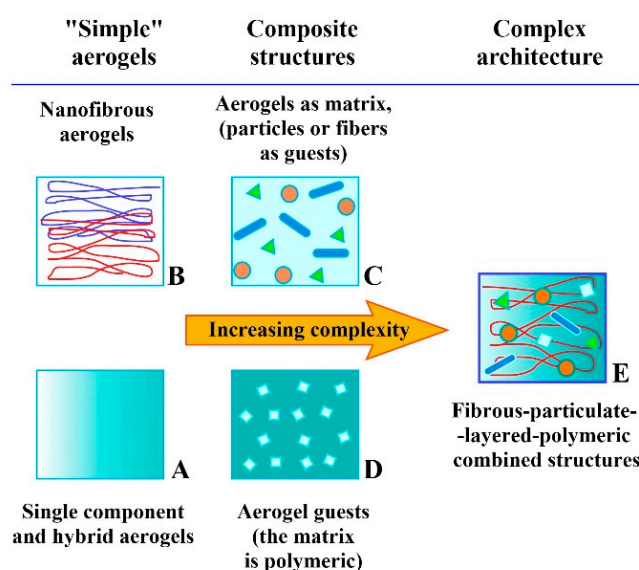 "Simple"
aerogels
Composite
structures
Complex
architecture
Nanofibrous
aerogels
Aerogels as matrix,
(particles or fibers
as guests)
B
C
Increasing complexity
E
Fibrous-particulate-
-layered-polymeric
combined structures
A
D
Single component
and hybrid aerogels
Aerogel guests
(the matrix
is polymeric)